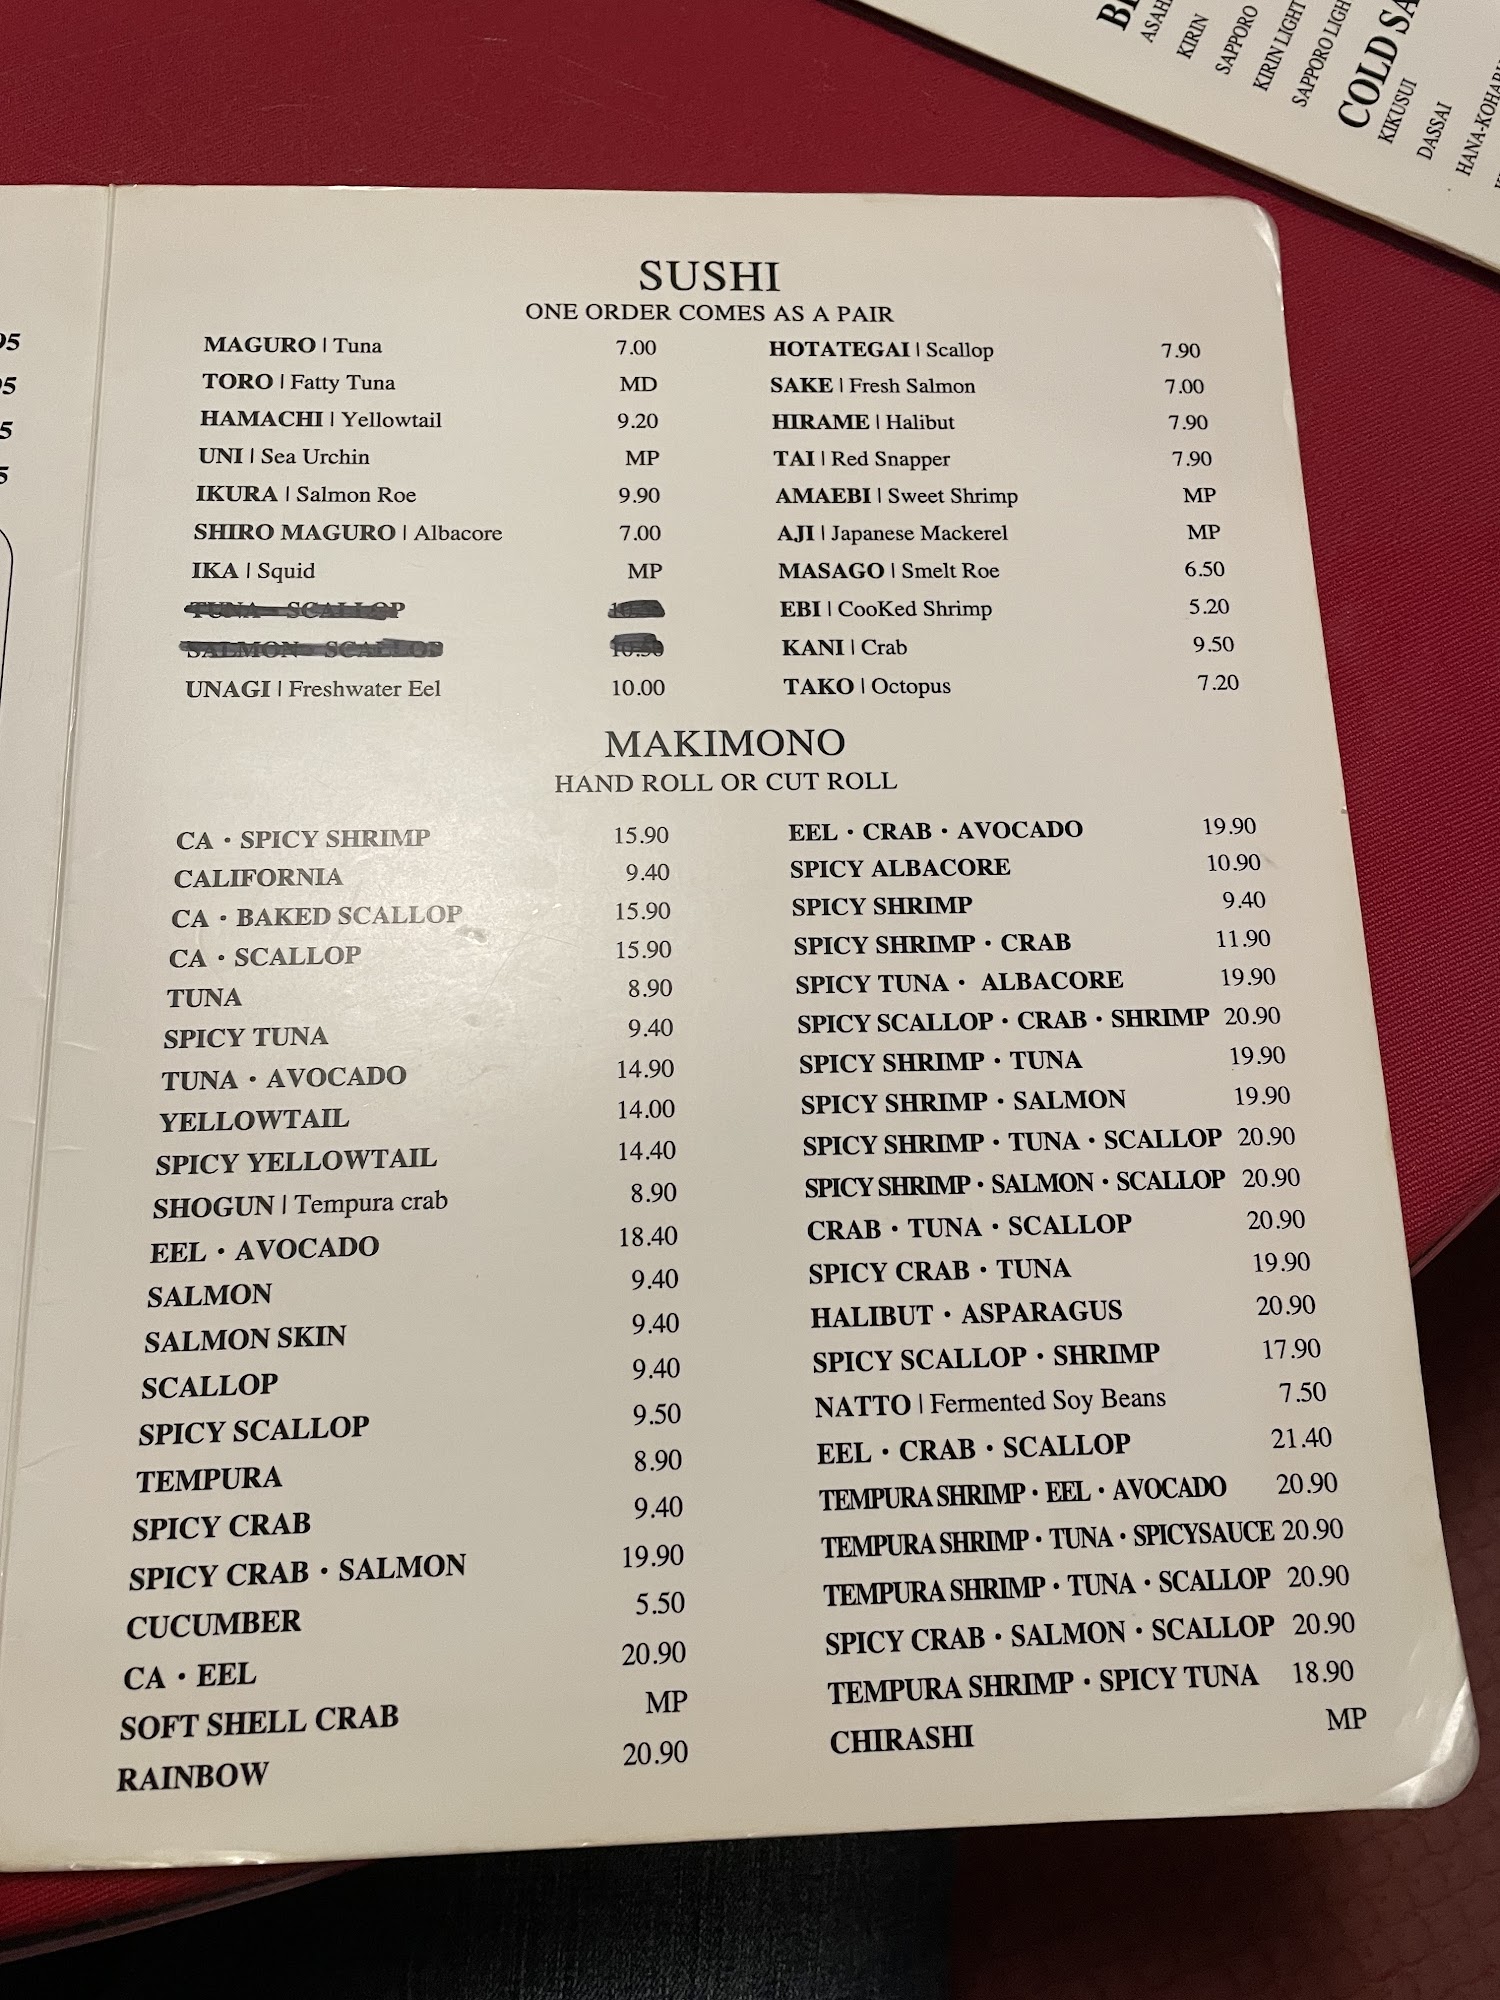 BE
ASAHI
KIRIN
SAPPORO
KIRIN LIGHT
SAPPORO LIGH
COLD SA
KIKUSUI
DASSAI
95
95
5
5
SUSHI
ONE ORDER COMES AS A PAIR
MAGURO | Tuna 7.00
TORO | Fatty Tuna MD
HAMACHI | Yellowtail 9.20
UNI | Sea Urchin MP
IKURA | Salmon Roe 9.90
SHIRO MAGURO | Albacore 7.00
IKA | Squid MP
TUNA · SCALLOP
SALMON · SCALLOP 10.50
UNAGI | Freshwater Eel 10.00
HOTATEGAI | Scallop 7.90
SAKE | Fresh Salmon 7.00
HIRAME | Halibut 7.90
TAI | Red Snapper 7.90
AMAEBI | Sweet Shrimp MP
AJI | Japanese Mackerel MP
MASAGO | Smelt Roe 6.50
EBI | CooKed Shrimp 5.20
KANI | Crab 9.50
TAKO | Octopus 7.20
MAKIMONO
HAND ROLL OR CUT ROLL
CA · SPICY SHRIMP 15.90
CALIFORNIA 9.40
CA · BAKED SCALLOP 15.90
CA · SCALLOP 15.90
TUNA 8.90
SPICY TUNA 9.40
TUNA · AVOCADO 14.90
YELLOWTAIL 14.00
SPICY YELLOWTAIL 14.40
SHOGUN | Tempura crab 8.90
EEL · AVOCADO 18.40
SALMON 9.40
SALMON SKIN 9.40
SCALLOP 9.40
SPICY SCALLOP 9.50
TEMPURA 8.90
SPICY CRAB 9.40
SPICY CRAB · SALMON 19.90
CUCUMBER 5.50
CA · EEL 20.90
SOFT SHELL CRAB MP
RAINBOW 20.90
EEL · CRAB · AVOCADO 19.90
SPICY ALBACORE 10.90
SPICY SHRIMP 9.40
SPICY SHRIMP · CRAB 11.90
SPICY TUNA · ALBACORE 19.90
SPICY SCALLOP · CRAB · SHRIMP 20.90
SPICY SHRIMP · TUNA 19.90
SPICY SHRIMP · SALMON 19.90
SPICY SHRIMP · TUNA · SCALLOP 20.90
SPICY SHRIMP · SALMON · SCALLOP 20.90
CRAB · TUNA · SCALLOP 20.90
SPICY CRAB · TUNA 19.90
HALIBUT · ASPARAGUS 20.90
SPICY SCALLOP · SHRIMP 17.90
NATTO | Fermented Soy Beans 7.50
EEL · CRAB · SCALLOP 21.40
TEMPURA SHRIMP · EEL · AVOCADO 20.90
TEMPURA SHRIMP · TUNA · SPICYSAUCE 20.90
TEMPURA SHRIMP · TUNA · SCALLOP 20.90
SPICY CRAB · SALMON · SCALLOP 20.90
TEMPURA SHRIMP · SPICY TUNA 18.90
CHIRASHI MP